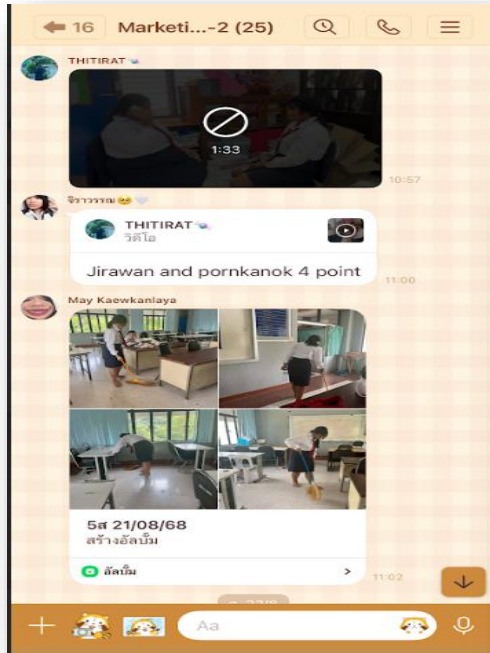 16 Marketi...-2 (25)
THITIRAT
1:33
10:57
จิราวรรณ
THITIRAT
วิดีโอ
Jirawan and pornkanok 4 point
11:00
May Kaewkanlaya
5ส 21/08/68
สร้างอัลบั้ม
อัลบั้ม
11:02
Aa